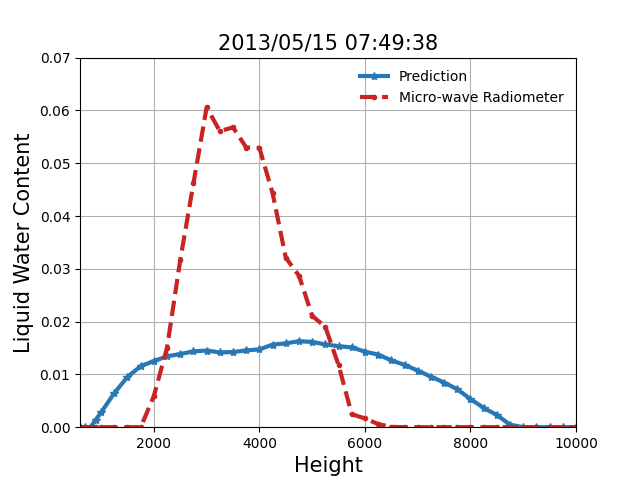 2013/05/15 07:49:38
0.07
0.06
0.05
0.04
0.03
0.02
0.01
0.00
Liquid Water Content
Prediction
Micro-wave Radiometer
2000 4000 6000 8000 10000
Height